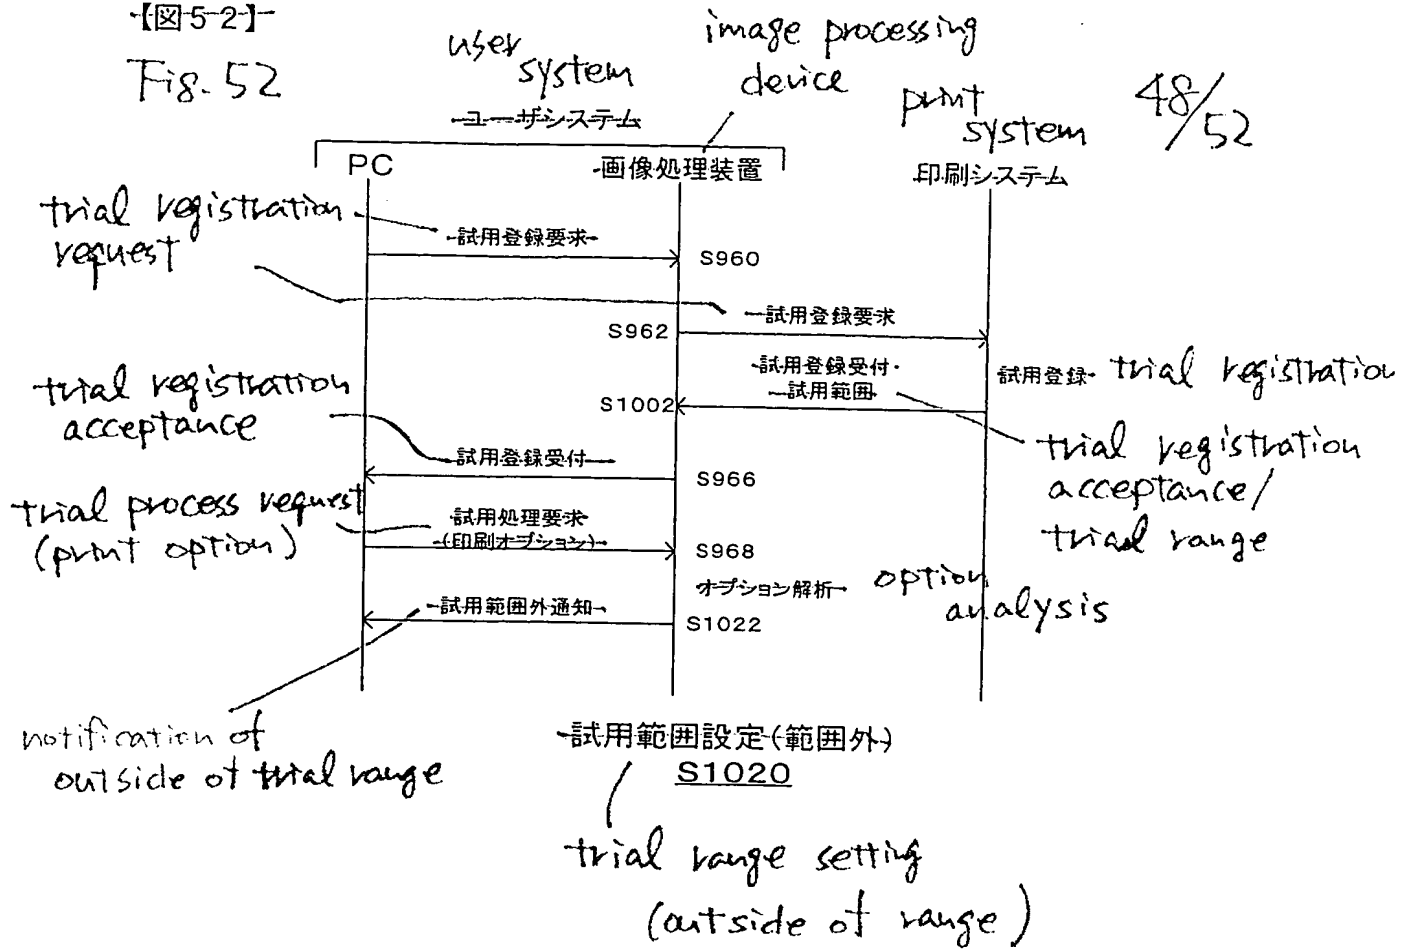 【図52】
Fig. 52
user
system
image processing
device
print
system
48/52
ユーザシステム
PC
画像処理装置
印刷システム
trial registration
request
試用登録要求
S960
試用登録要求
S962
試用登録受付・
試用範囲
試用登録
trial registration
S1002
trial registration
acceptance
trial registration
acceptance/
trial range
試用登録受付
S966
trial process request
(print option)
試用処理要求
(印刷オプション)
S968
オプション解析
option
analysis
試用範囲外通知
S1022
notification of
outside of trial range
試用範囲設定(範囲外)
S1020
trial range setting
(outside of range)